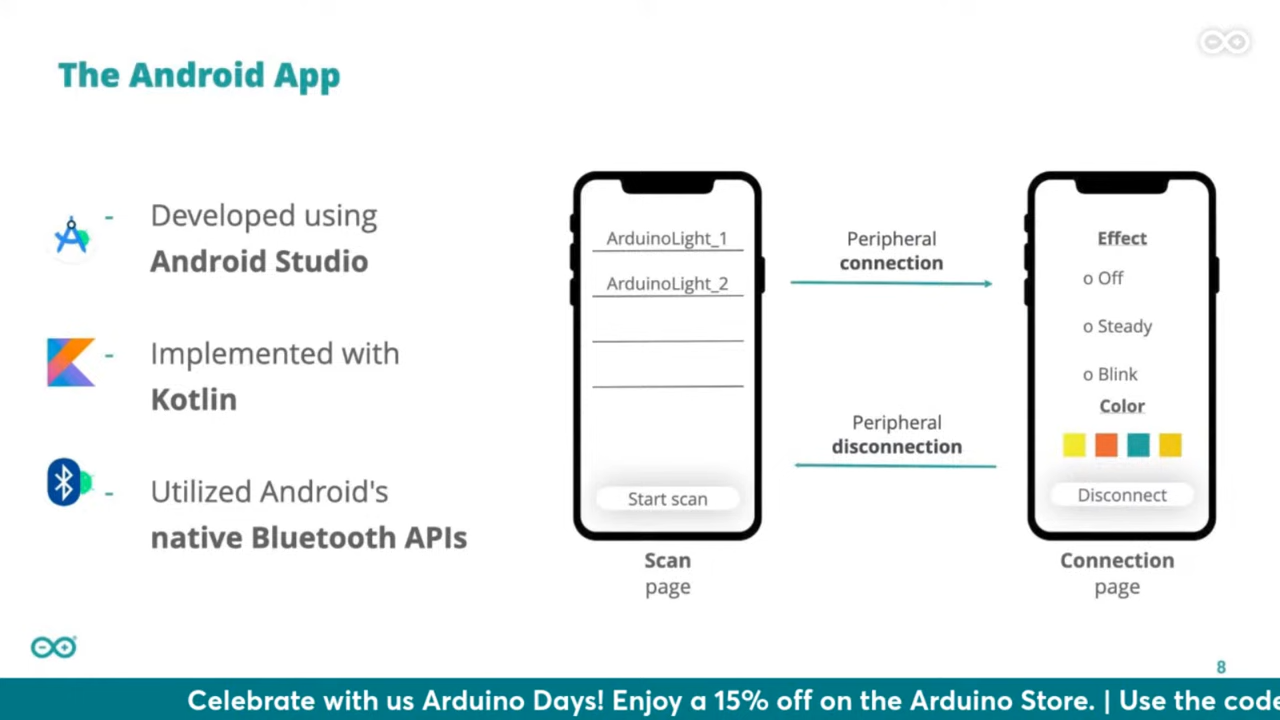 The Android App
- Developed using
Android Studio
- Implemented with
Kotlin
- Utilized Android's
native Bluetooth APIs
ArduinoLight_1
ArduinoLight_2
Start scan
Scan
page
Peripheral
connection
Peripheral
disconnection
Effect
o Off
o Steady
o Blink
Color
Disconnect
Connection
page
8
Celebrate with us Arduino Days! Enjoy a 15% off on the Arduino Store. | Use the code